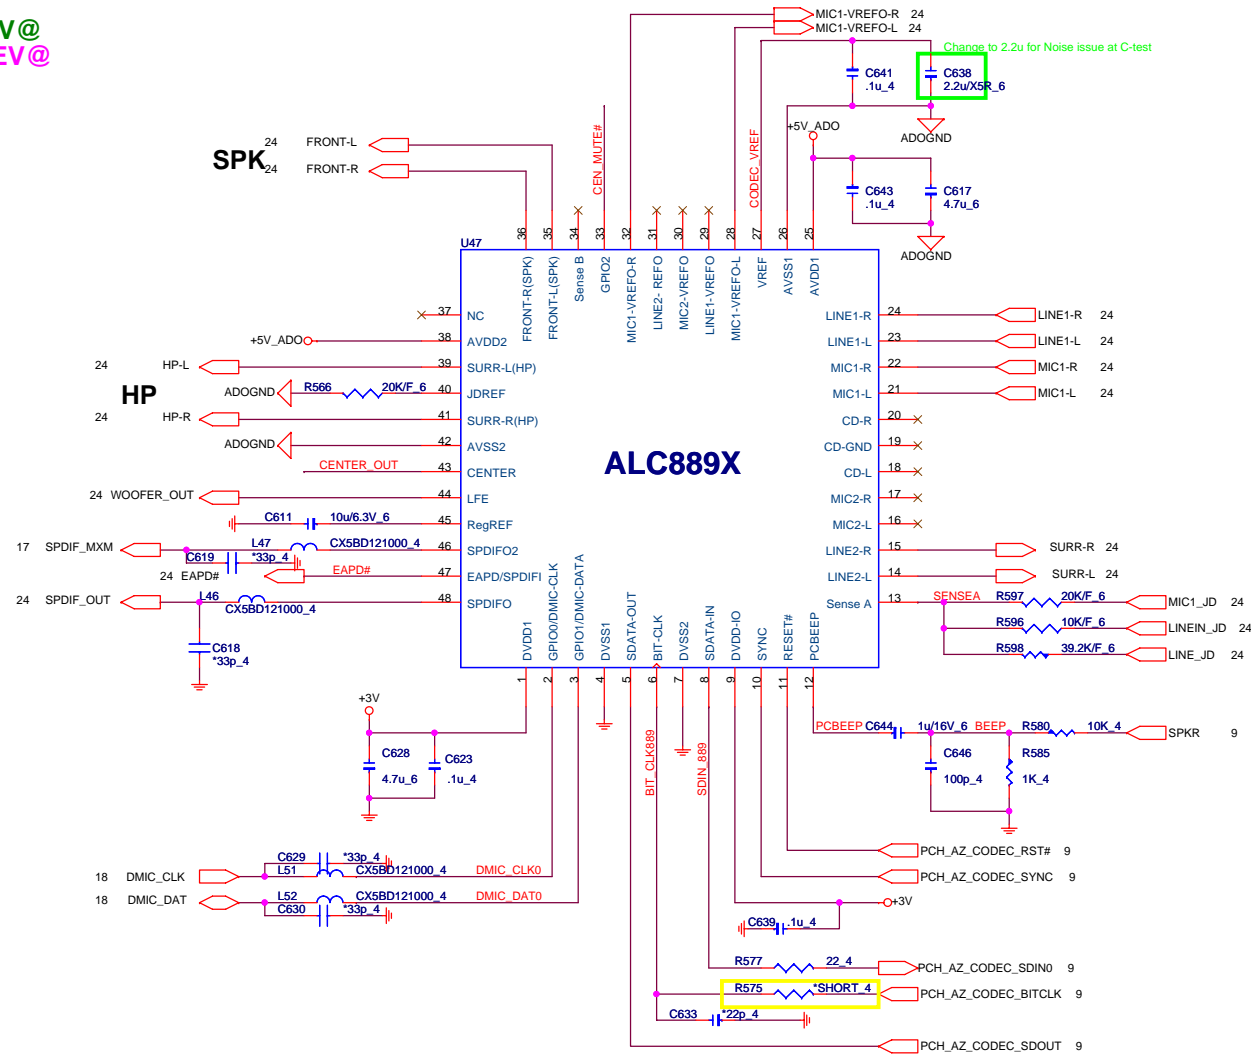 V@
EV@
MIC1-VREFO-R 24
MIC1-VREFO-L 24
Change to 2.2u for Noise issue at C-test
C641
.1u_4
C638
2.2u/X5R_6
ADOGND
+5V_ADO
CEN_MUTE#
CODEC_VREF
SPK
24 FRONT-L
24 FRONT-R
C643
.1u_4
C617
4.7u_6
ADOGND
U47
36 35 34 33 32 31 30 29 28 27 26 25
FRONT-R(SPK)
FRONT-L(SPK)
Sense B
GPIO2
MIC1-VREFO-R
LINE2- REFO
MIC2-VREFO
LINE1-VREFO
MIC1-VREFO-L
VREF
AVSS1
AVDD1
37 NC
+5V_ADO 38 AVDD2
24 HP-L 39 SURR-L(HP)
HP
ADOGND R566 20K/F_6 40 JDREF
24 HP-R 41 SURR-R(HP)
ADOGND 42 AVSS2
CENTER_OUT 43 CENTER
24 WOOFER_OUT 44 LFE
C611 10u/6.3V_6 45 RegREF
17 SPDIF_MXM L47 CX5BD121000_4 46 SPDIFO2
C619 *33p_4
24 EAPD# EAPD# 47 EAPD/SPDIFI
24 SPDIF_OUT L46 CX5BD121000_4 48 SPDIFO
C618
*33p_4
ALC889X
LINE1-R 24 LINE1-R 24
LINE1-L 23 LINE1-L 24
MIC1-R 22 MIC1-R 24
MIC1-L 21 MIC1-L 24
CD-R 20
CD-GND 19
CD-L 18
MIC2-R 17
MIC2-L 16
LINE2-R 15 SURR-R 24
LINE2-L 14 SURR-L 24
Sense A 13 SENSEA R597 20K/F_6 MIC1_JD 24
R596 10K/F_6 LINEIN_JD 24
R598 39.2K/F_6 LINE_JD 24
DVDD1
GPIO0/DMIC-CLK
GPIO1/DMIC-DATA
DVSS1
SDATA-OUT
BIT-CLK
DVSS2
SDATA-IN
DVDD-IO
SYNC
RESET#
PCBEEP
1 2 3 4 5 6 7 8 9 10 11 12
+3V
C628
4.7u_6
C623
.1u_4
BIT_CLK889
SDIN_889
PCBEEP C644 1u/16V_6 BEEP R580 10K_4 SPKR 9
C646
100p_4
R585
1K_4
C629 *33p_4
18 DMIC_CLK L51 CX5BD121000_4 DMIC_CLK0
18 DMIC_DAT L52 CX5BD121000_4 DMIC_DAT0
C630 *33p_4
PCH_AZ_CODEC_RST# 9
PCH_AZ_CODEC_SYNC 9
+3V
C639 .1u_4
R577 22_4 PCH_AZ_CODEC_SDIN0 9
R575 *SHORT_4 PCH_AZ_CODEC_BITCLK 9
C633 *22p_4
PCH_AZ_CODEC_SDOUT 9